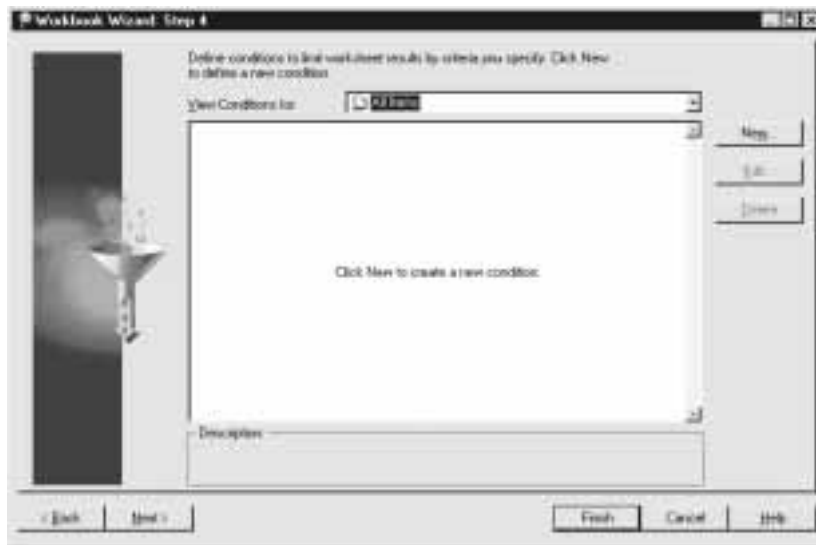 Workbook Wizard: Step 4
Define conditions to limit worksheet results by criteria you specify. Click New
to define a new condition.
View Conditions for:
All Items
New...
Edit...
Delete
Click New to create a new condition.
Description
< Back
Next >
Finish
Cancel
Help